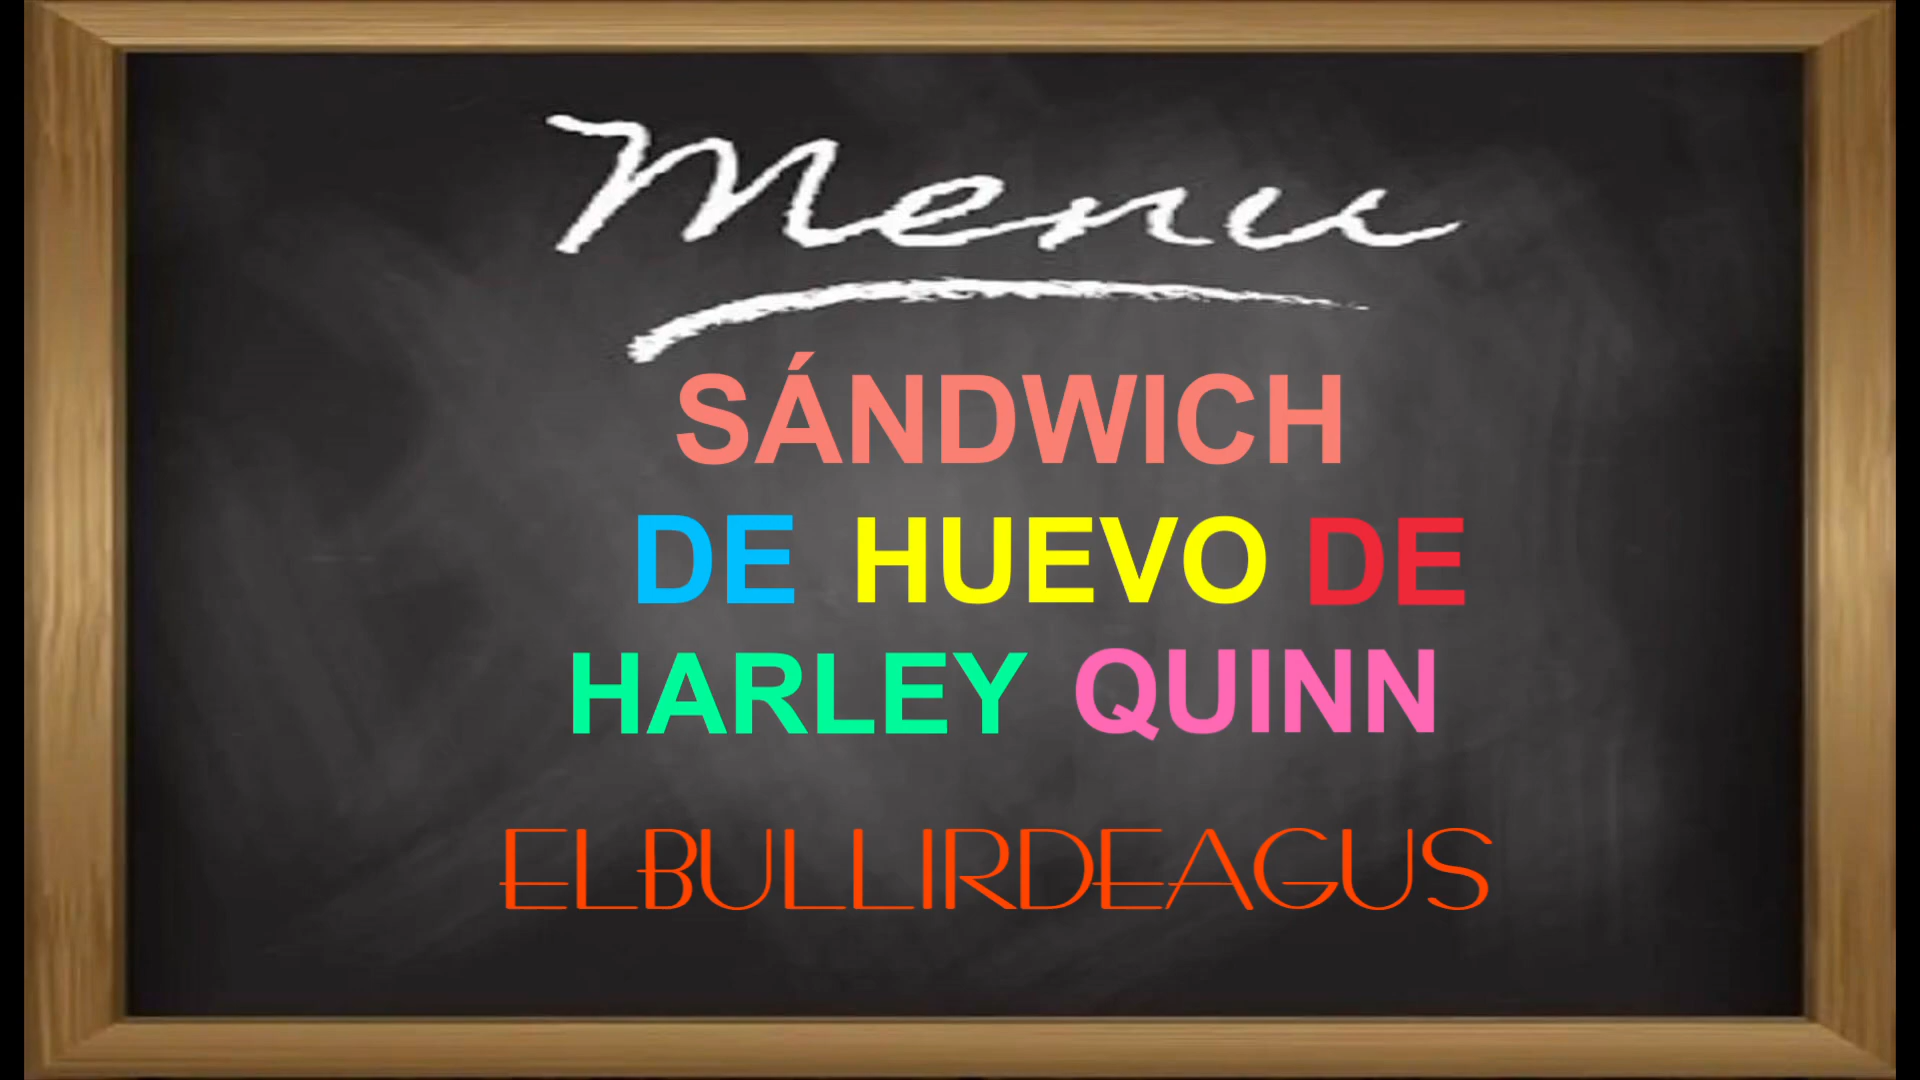 Menu
SÁNDWICH
DE HUEVO DE
HARLEY QUINN
ELBULLIRDEAGUS